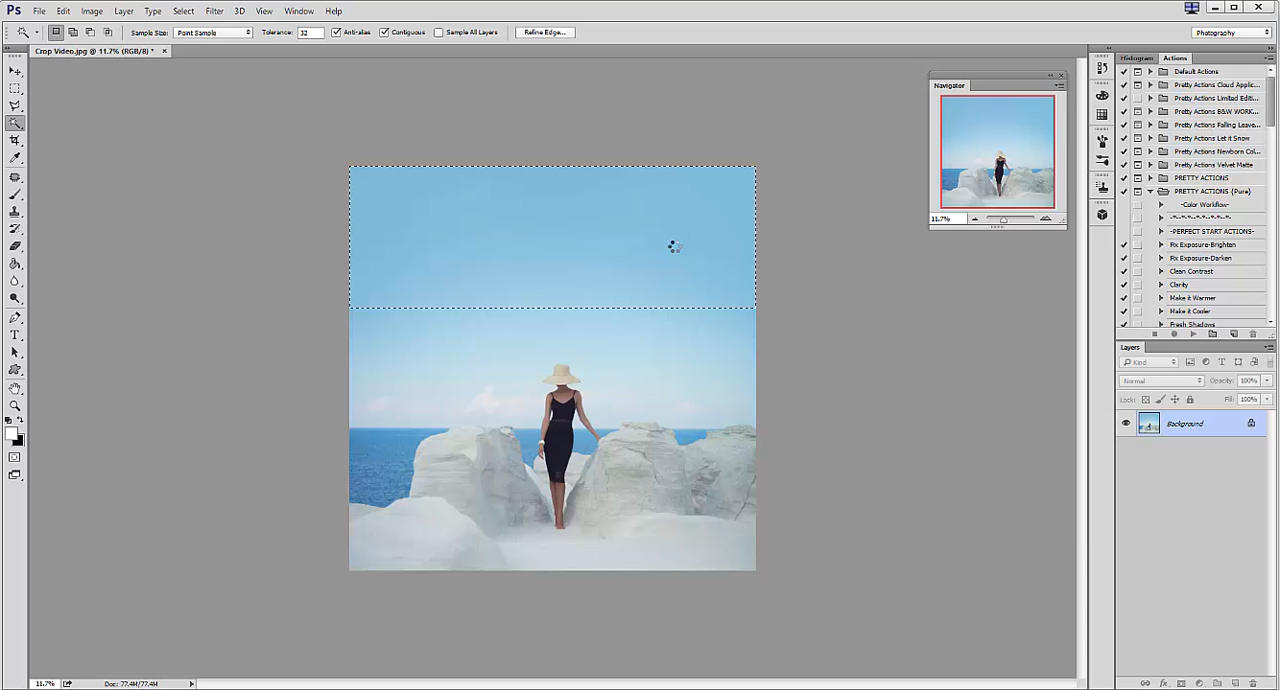 Ps File Edit Image Layer Type Select Filter 3D View Window Help
Sample Size: Point Sample Tolerance: 32 Anti-alias Contiguous Sample All Layers Refine Edge... Photography
Crop Video.jpg @ 11.7% (RGB/8) * ×
Histogram Actions
Default Actions
Pretty Actions Cloud Applic...
Pretty Actions Limited Editi...
Pretty Actions B&W WORK...
Pretty Actions Falling Leave...
Pretty Actions Let it Snow
Pretty Actions Newborn Col...
Pretty Actions Velvet Matte
PRETTY ACTIONS
PRETTY ACTIONS {Pure}
-Color Workflow-
-*--*--*--*--*--*--*-
-PERFECT START ACTIONS-
Fix Exposure-Brighten
Fix Exposure-Darken
Clean Contrast
Clarity
Make it Warmer
Make it Cooler
Fresh Shadows
Navigator
11.7%
Layers
Kind
Normal Opacity: 100%
Lock: Fill: 100%
Background
11.7% Doc: 77.4M/77.4M